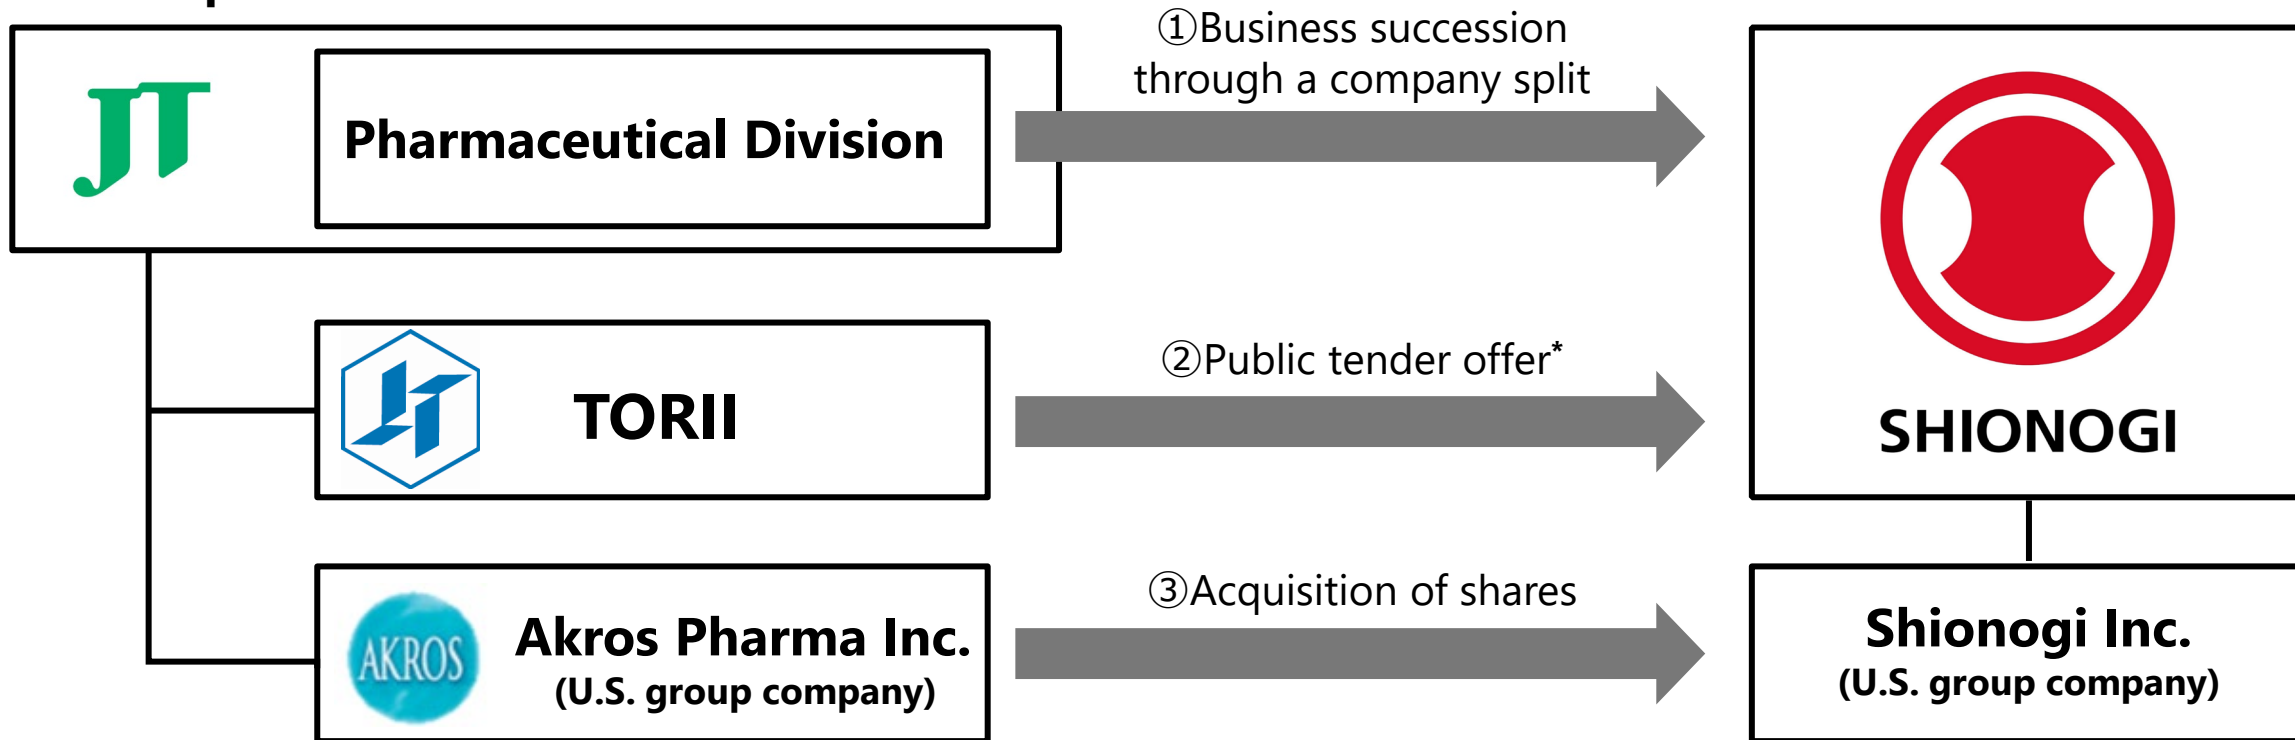 JT
Pharmaceutical Division
①Business succession
through a company split
TORII
②Public tender offer*
SHIONOGI
AKROS
Akros Pharma Inc.
(U.S. group company)
③Acquisition of shares
Shionogi Inc.
(U.S. group company)